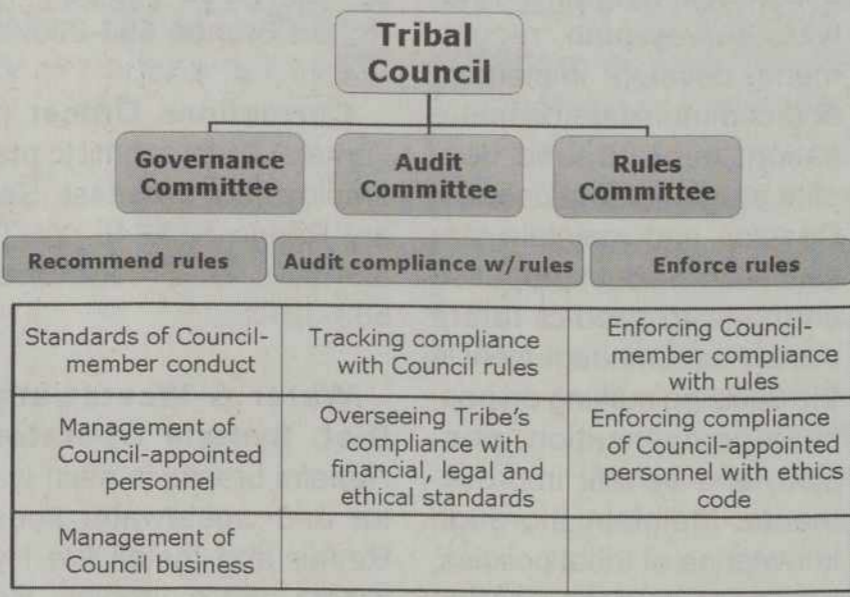 Tribal
Council
Governance
Committee
Audit
Committee
Rules
Committee
Recommend rules
Audit compliance w/rules
Enforce rules
Standards of Council-
member conduct
Tracking compliance
with Council rules
Enforcing Council-
member compliance
with rules
Management of
Council-appointed
personnel
Overseeing Tribe's
compliance with
financial, legal and
ethical standards
Enforcing compliance
of Council-appointed
personnel with ethics
code
Management of
Council business